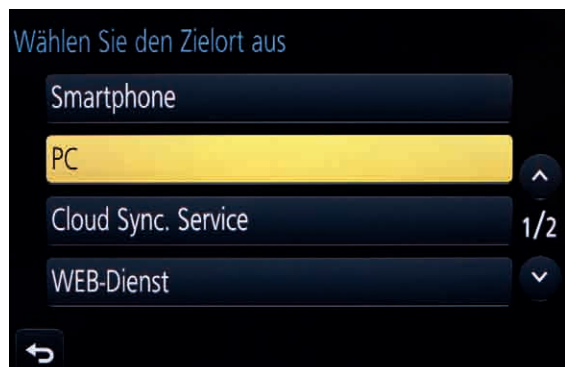 Wählen Sie den Zielort aus
Smartphone
PC
Cloud Sync. Service
1/2
WEB-Dienst